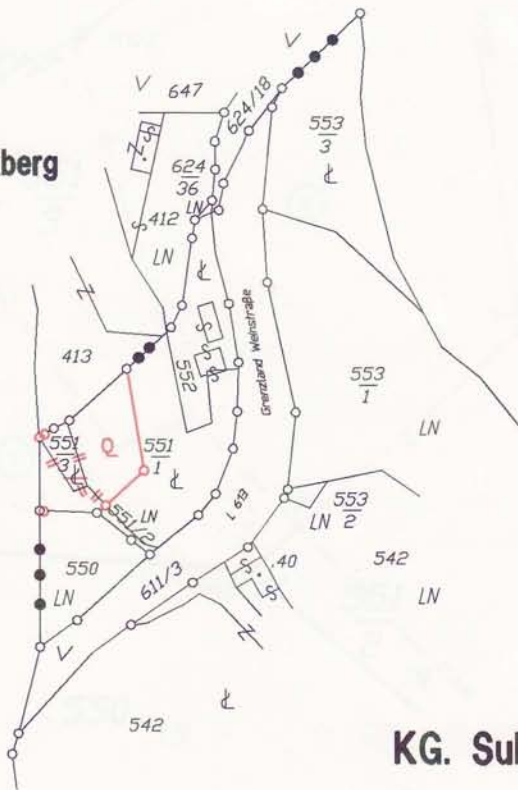 V
V
647
624/18
553
3
berg
624
36
LN
412
LN
Z
Grenzland Weinstraße
552
413
553
1
LN
551
3
Q
551
1
LN
551/2
L 613
553
2
LN
550
LN
611/3
.40
542
LN
V
542
KG. Sul